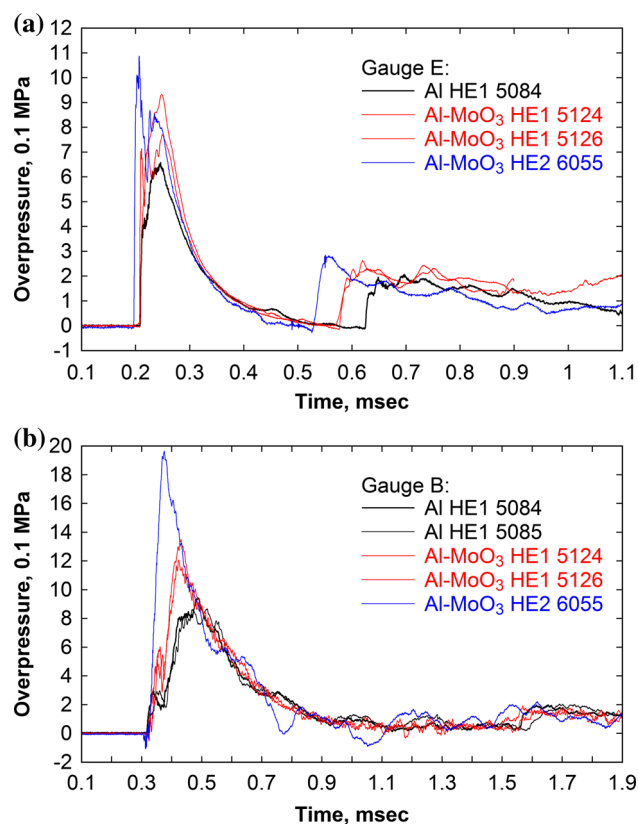 (a)
12
11
10
9
8
7
6
5
4
3
2
1
0
-1
Overpressure, 0.1 MPa
Gauge E:
Al HE1 5084
Al-MoO₃ HE1 5124
Al-MoO₃ HE1 5126
Al-MoO₃ HE2 6055
0.1 0.2 0.3 0.4 0.5 0.6 0.7 0.8 0.9 1 1.1
Time, msec
(b)
20
18
16
14
12
10
8
6
4
2
0
-2
Overpressure, 0.1 MPa
Gauge B:
Al HE1 5084
Al HE1 5085
Al-MoO₃ HE1 5124
Al-MoO₃ HE1 5126
Al-MoO₃ HE2 6055
0.1 0.3 0.5 0.7 0.9 1.1 1.3 1.5 1.7 1.9
Time, msec